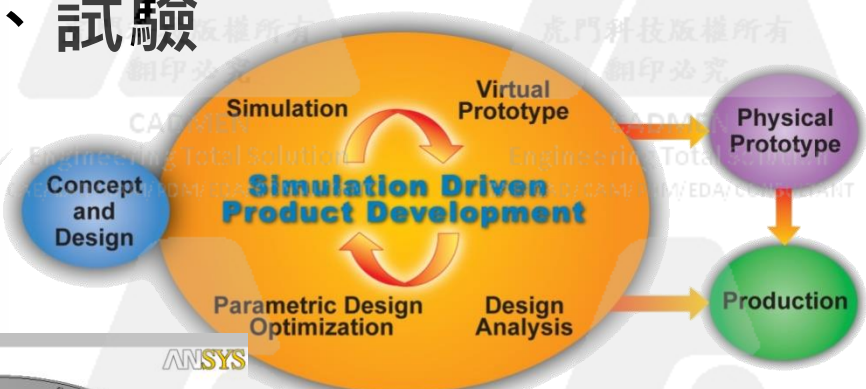 、試驗
虎門科技版權所有
翻印必究
Simulation
Virtual
Prototype
Physical
Prototype
CADMEN
Engineering Total Solution
Concept
and
Design
Simulation Driven
Product Development
Parametric Design
Optimization
Design
Analysis
Production
ANSYS